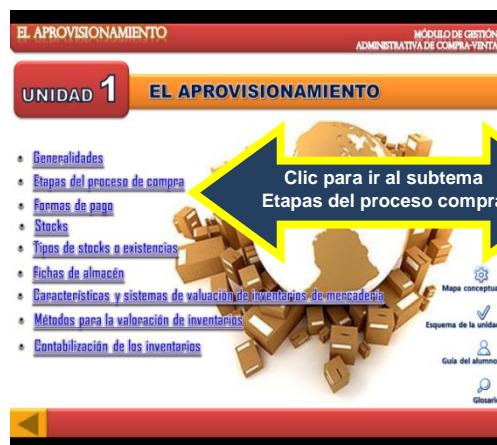 EL APROVISIONAMIENTO
MÓDULO DE GESTIÓN
ADMINISTRATIVA DE COMPRA-VENTA
UNIDAD 1
EL APROVISIONAMIENTO
Generalidades
Etapas del proceso de compra
Formas de pago
Stocks
Tipos de stocks o existencias
Fichas de almacén
Características y sistemas de valuación de inventarios de mercadería
Métodos para la valoración de inventarios
Contabilización de los inventarios
Clic para ir al subtema
Etapas del proceso compra
Mapa conceptua
Esquema de la unida
Guía del alumno
Glosario